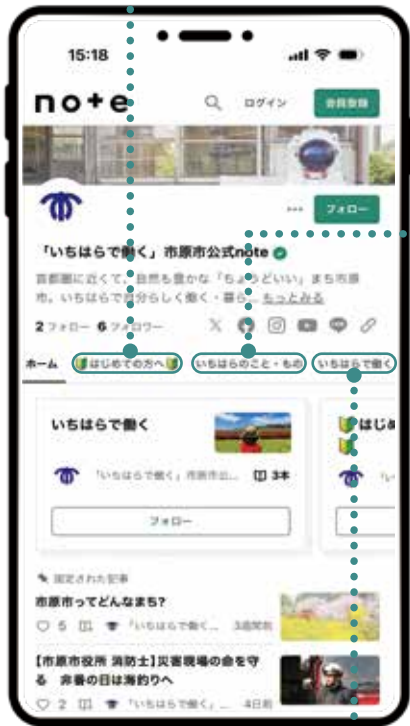 15:18
note
ログイン
会員登録
フォロー
「いちはらで働く」市原市公式note
首都圏に近くて、自然も豊かな「ちょうどいい」まち市原
市。いちはらで自分らしく働く・暮ら… もっとみる
2 フォロー 6 フォロワー
ホーム
🔰はじめての方へ🔰
いちはらのこと・もの
いちはらで働く
いちはらで働く
「いちはらで働く」市原市公…
3本
フォロー
🔰はじめ
🔰
固定された記事
市原市ってどんなまち?
5
「いちはらで働く…
3週間前
【市原市役所 消防士】災害現場の命を守
る 非番の日は海釣りへ
2
「いちはらで働く…
4日前